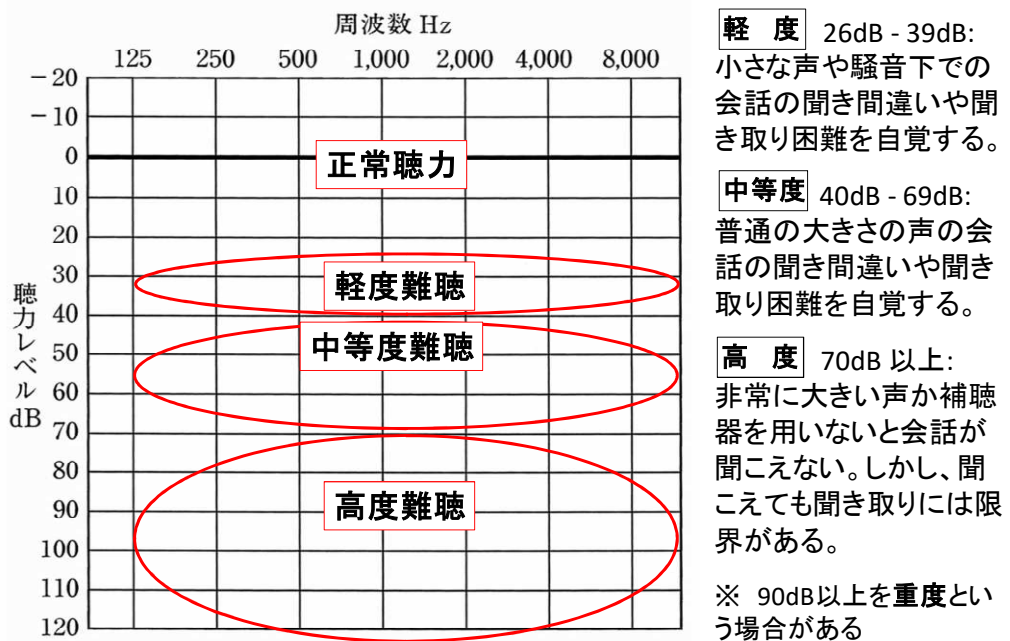 周波数 Hz
125 250 500 1,000 2,000 4,000 8,000
−20
−10
0
10
20
30
40
50
60
70
80
90
100
110
120
聴力レベル
dB
正常聴力
軽度難聴
中等度難聴
高度難聴
軽 度 26dB - 39dB:
小さな声や騒音下での
会話の聞き間違いや聞
き取り困難を自覚する。
中等度 40dB - 69dB:
普通の大きさの声の会
話の聞き間違いや聞き
取り困難を自覚する。
高 度 70dB 以上:
非常に大きい声か補聴
器を用いないと会話が
聞こえない。しかし、聞
こえても聞き取りには限
界がある。
※ 90dB以上を重度とい
う場合がある